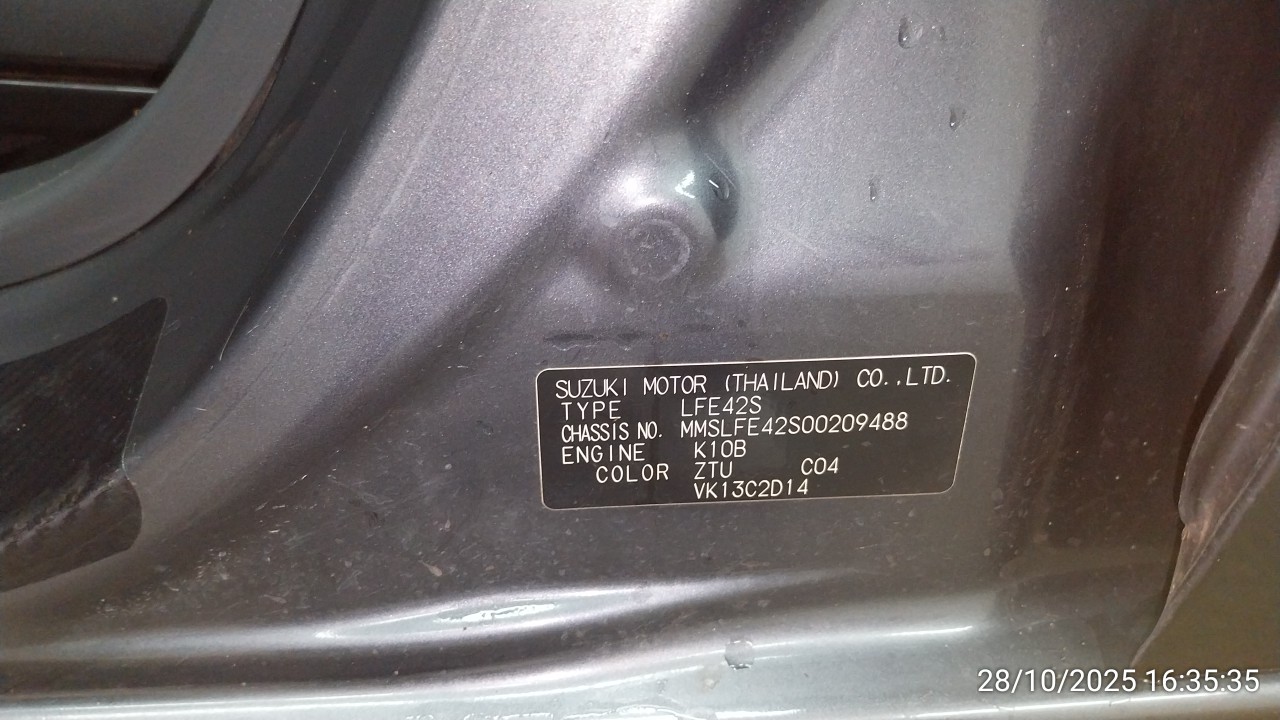 SUZUKI MOTOR (THAILAND) CO.,LTD.
TYPE LFE42S
CHASSIS NO. MMSLFE42S00209488
ENGINE K10B
COLOR ZTU C04
VK13C2D14
28/10/2025 16:35:35